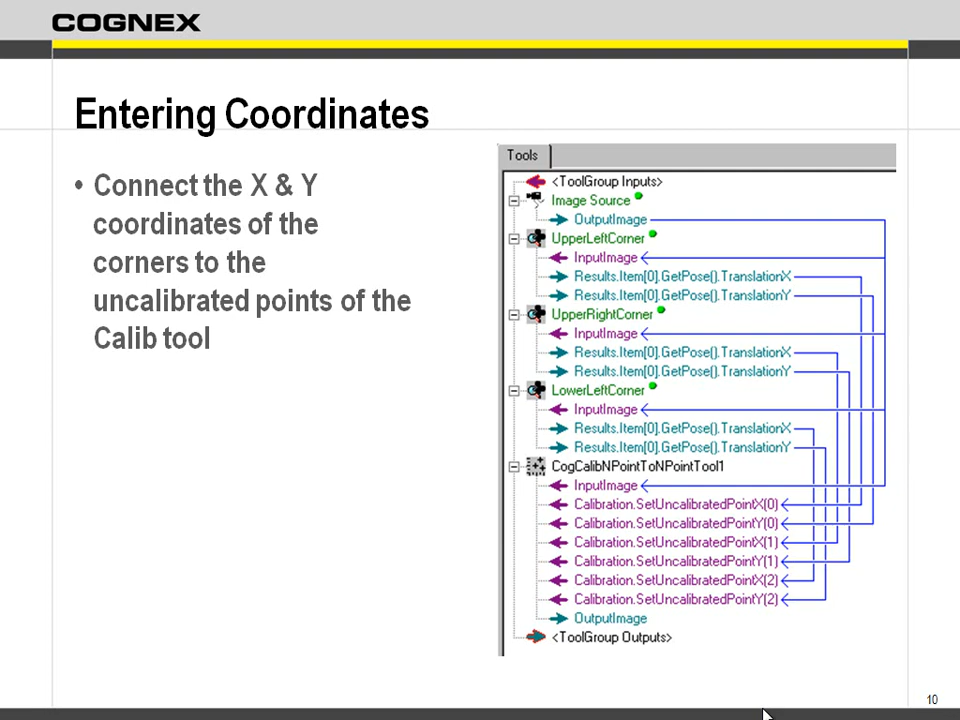 COGNEX
Entering Coordinates
• Connect the X & Y
coordinates of the
corners to the
uncalibrated points of the
Calib tool
Tools
<ToolGroup Inputs>
Image Source
OutputImage
UpperLeftCorner
InputImage
Results.Item[0].GetPose().TranslationX
Results.Item[0].GetPose().TranslationY
UpperRightCorner
InputImage
Results.Item[0].GetPose().TranslationX
Results.Item[0].GetPose().TranslationY
LowerLeftCorner
InputImage
Results.Item[0].GetPose().TranslationX
Results.Item[0].GetPose().TranslationY
CogCalibNPointToNPointTool1
InputImage
Calibration.SetUncalibratedPointX(0)
Calibration.SetUncalibratedPointY(0)
Calibration.SetUncalibratedPointX(1)
Calibration.SetUncalibratedPointY(1)
Calibration.SetUncalibratedPointX(2)
Calibration.SetUncalibratedPointY(2)
OutputImage
<ToolGroup Outputs>
10